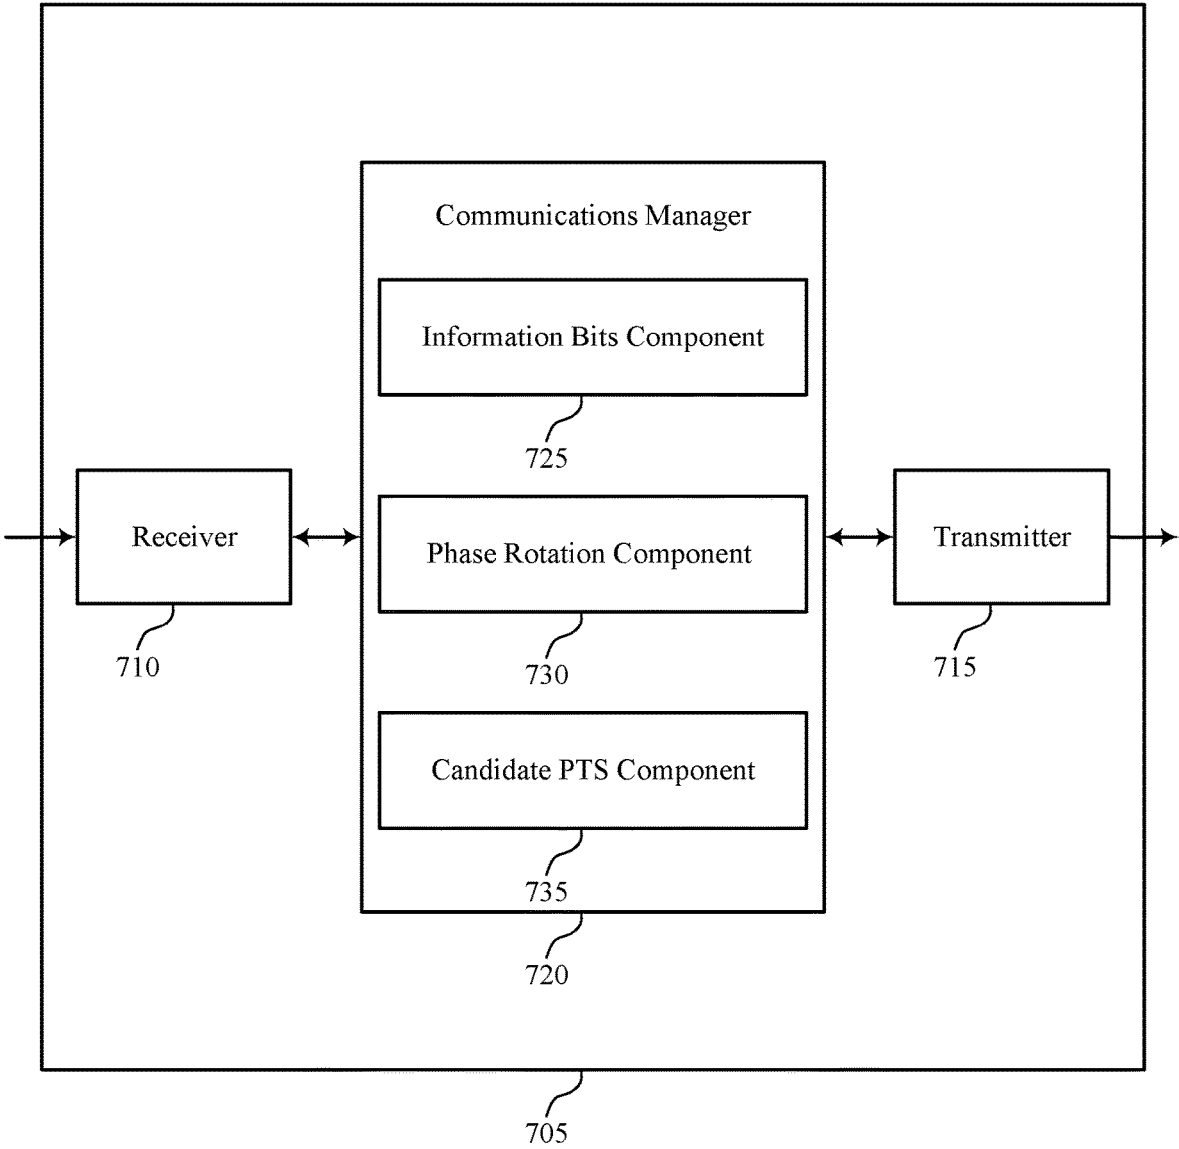 Communications Manager
Information Bits Component
725
Receiver
710
Phase Rotation Component
730
Transmitter
715
Candidate PTS Component
735
720
705